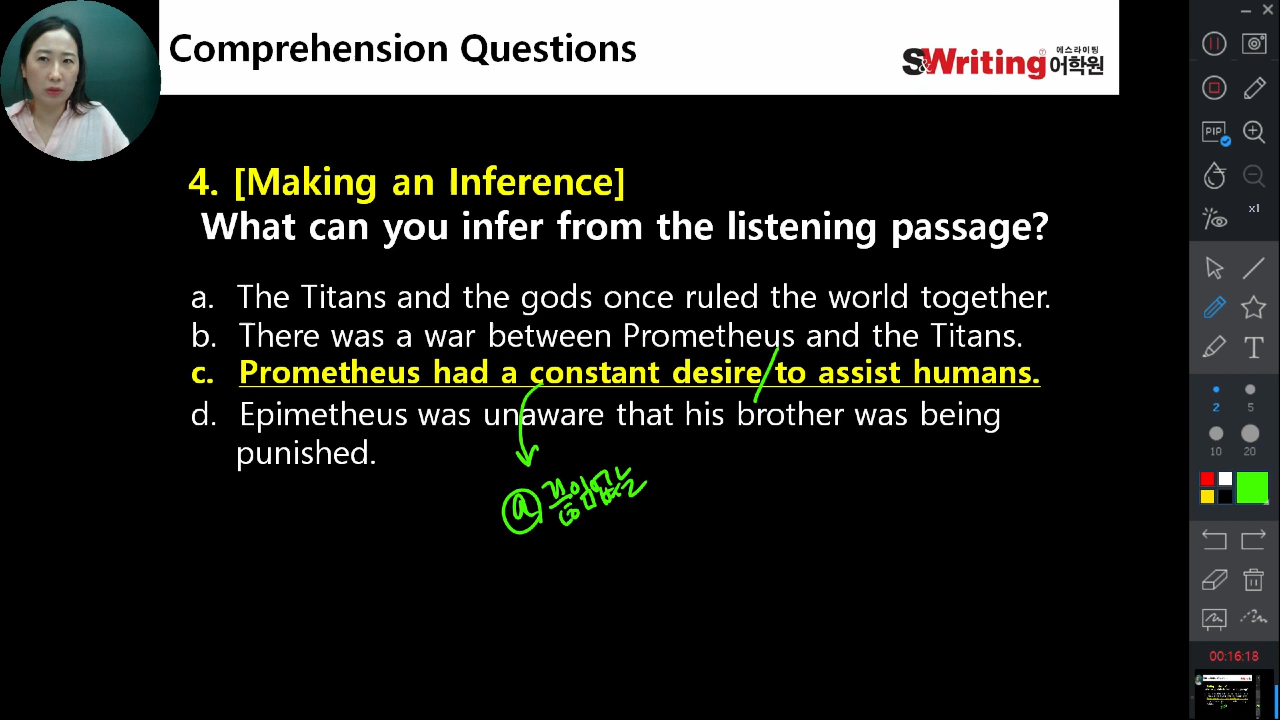 Comprehension Questions
에스라이팅
S&Writing 어학원
4. [Making an Inference]
What can you infer from the listening passage?
a. The Titans and the gods once ruled the world together.
b. There was a war between Prometheus and the Titans.
c. Prometheus had a constant desire to assist humans.
d. Epimetheus was unaware that his brother was being
punished.
ⓐ 끊임없는
PIP
x1
T
2 5
10 20
00:16:18